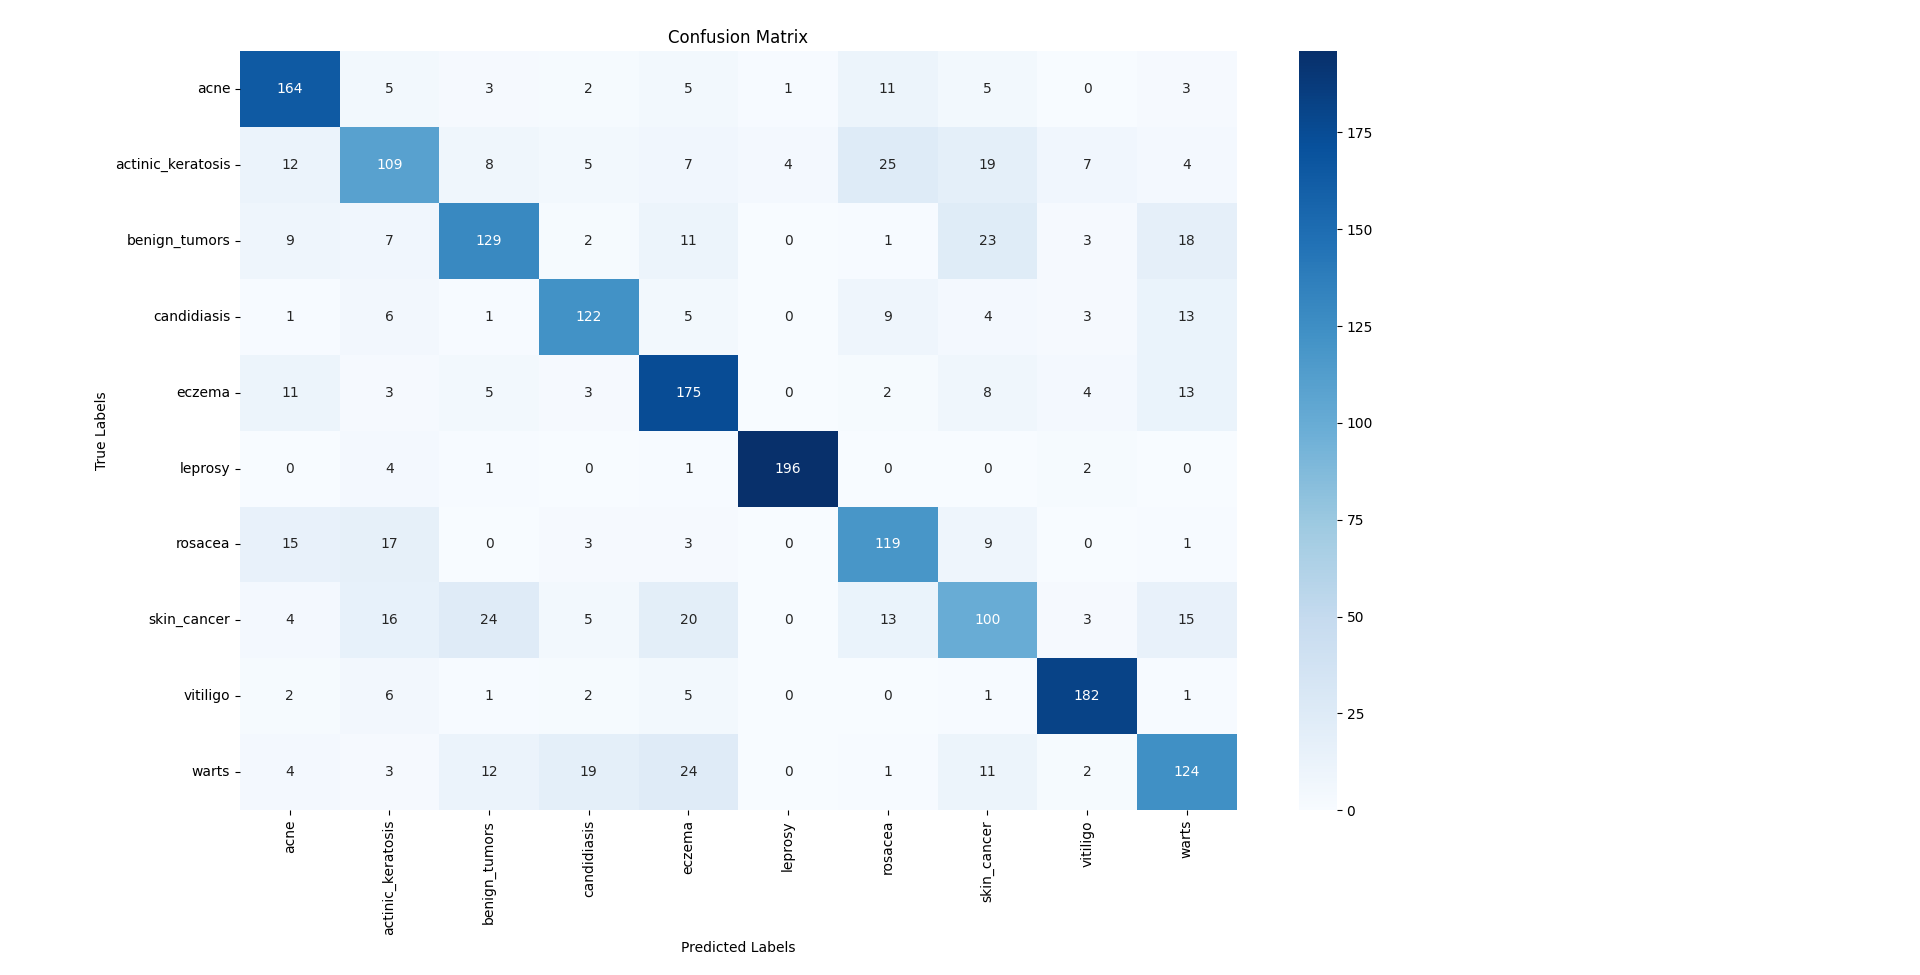 Confusion Matrix
acne 164 5 3 2 5 1 11 5 0 3
actinic_keratosis 12 109 8 5 7 4 25 19 7 4
benign_tumors 9 7 129 2 11 0 1 23 3 18
candidiasis 1 6 1 122 5 0 9 4 3 13
eczema 11 3 5 3 175 0 2 8 4 13
leprosy 0 4 1 0 1 196 0 0 2 0
rosacea 15 17 0 3 3 0 119 9 0 1
skin_cancer 4 16 24 5 20 0 13 100 3 15
vitiligo 2 6 1 2 5 0 0 1 182 1
warts 4 3 12 19 24 0 1 11 2 124
True Labels
acne
actinic_keratosis
benign_tumors
candidiasis
eczema
leprosy
rosacea
skin_cancer
vitiligo
warts
Predicted Labels
175
150
125
100
75
50
25
0